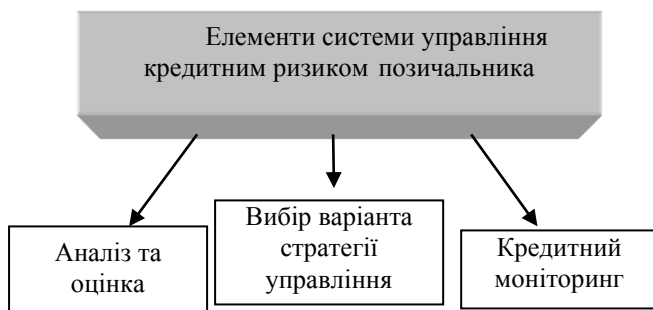 Елементи системи управління
кредитним ризиком позичальника
Аналіз та
оцінка
Вибір варіанта
стратегії
управління
Кредитний
моніторинг